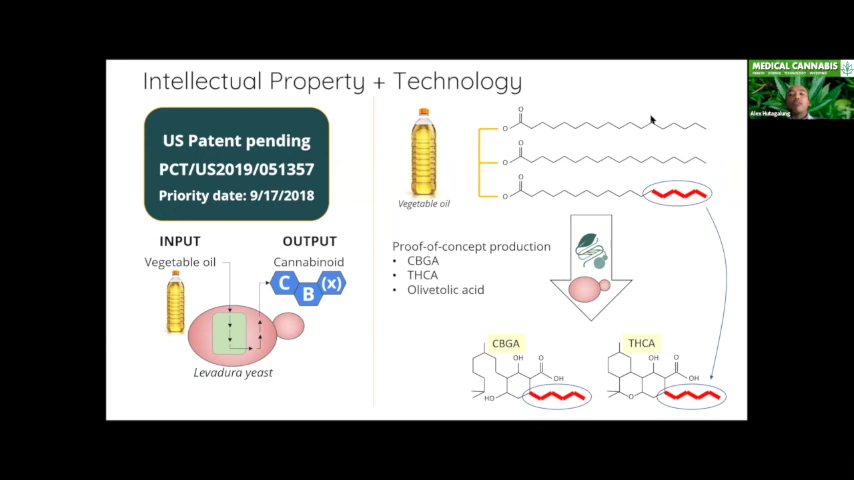 Intellectual Property + Technology
US Patent pending
PCT/US2019/051357
Priority date: 9/17/2018
INPUT
OUTPUT
Vegetable oil
Cannabinoid
C
B
(x)
Levadura yeast
Vegetable oil
O
O
O
O
O
O
Proof-of-concept production
• CBGA
• THCA
• Olivetolic acid
CBGA
OH
O
OH
HO
THCA
OH
O
OH
O
MEDICAL CANNABIS
Alex Hutagalung